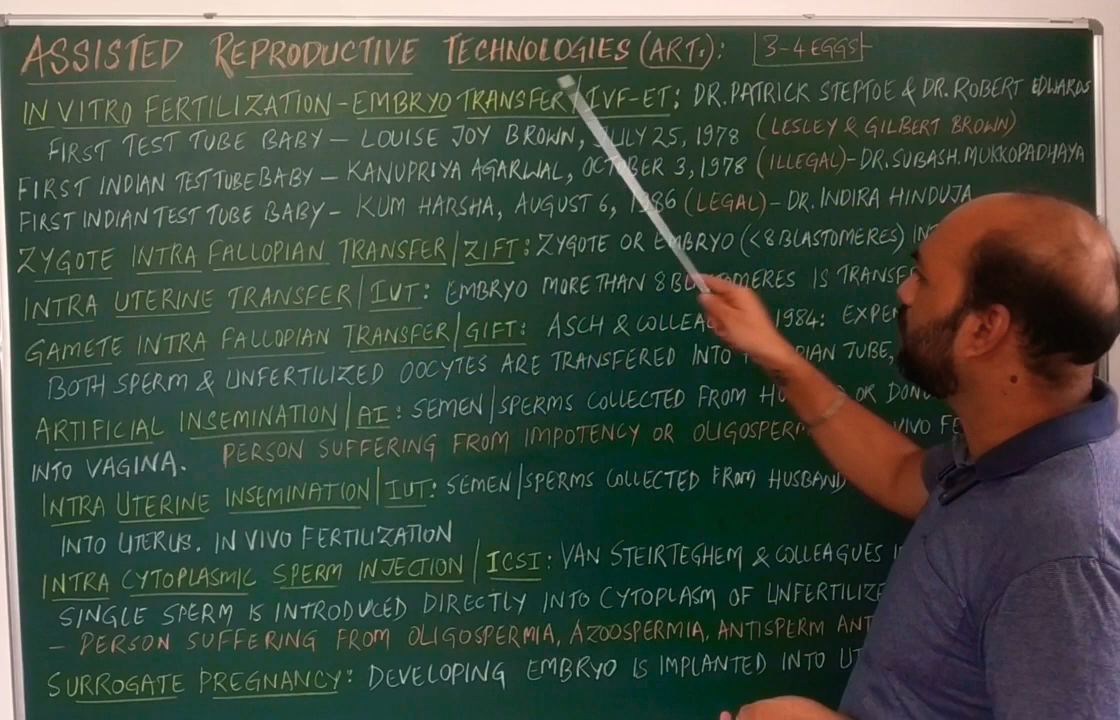 ASSISTED REPRODUCTIVE TECHNOLOGIES (ART): 3-4 EGGS
IN VITRO FERTILIZATION-EMBRYO TRANSFER/IVF-ET: DR. PATRICK STEPTOE & DR. ROBERT EDWARDS
FIRST TEST TUBE BABY - LOUISE JOY BROWN, JULY 25, 1978 (LESLEY & GILBERT BROWN)
FIRST INDIAN TEST TUBE BABY - KANUPRIYA AGARWAL, OCTOBER 3, 1978 (ILLEGAL)- DR. SUBASH. MUKKOPADHAYA
FIRST INDIAN TEST TUBE BABY - KUM HARSHA, AUGUST 6, 1986 (LEGAL)- DR. INDIRA HINDUJA
ZYGOTE INTRA FALLOPIAN TRANSFER/ZIFT: ZYGOTE OR EMBRYO (<8 BLASTOMERES)
INTRA UTERINE TRANSFER/IUT: EMBRYO MORE THAN 8 BLASTOMERES IS
GAMETE INTRA FALLOPIAN TRANSFER/GIFT: ASCH & 1984:
BOTH SPERM & UNFERTILIZED OOCYTES ARE TRANSFERED INTO TUBE,
ARTIFICIAL INSEMINATION/AI: SEMEN/SPERMS COLLECTED FROM OR
INTO VAGINA. PERSON SUFFERING FROM IMPOTENCY OR
INTRA UTERINE INSEMINATION/IUT: SEMEN/SPERMS COLLECTED FROM HUSBAND
INTO UTERUS. IN VIVO FERTILIZATION
INTRA CYTOPLASMIC SPERM INJECTION/ICSI: VAN STEIRTEGHEM & COLLEAGUES
SINGLE SPERM IS INTRODUCED DIRECTLY INTO CYTOPLASM OF
- PERSON SUFFERING FROM OLIGOSPERMIA, AZOOSPERMIA, ANTISPERM
SURROGATE PREGNANCY: DEVELOPING EMBRYO IS IMPLANTED INTO